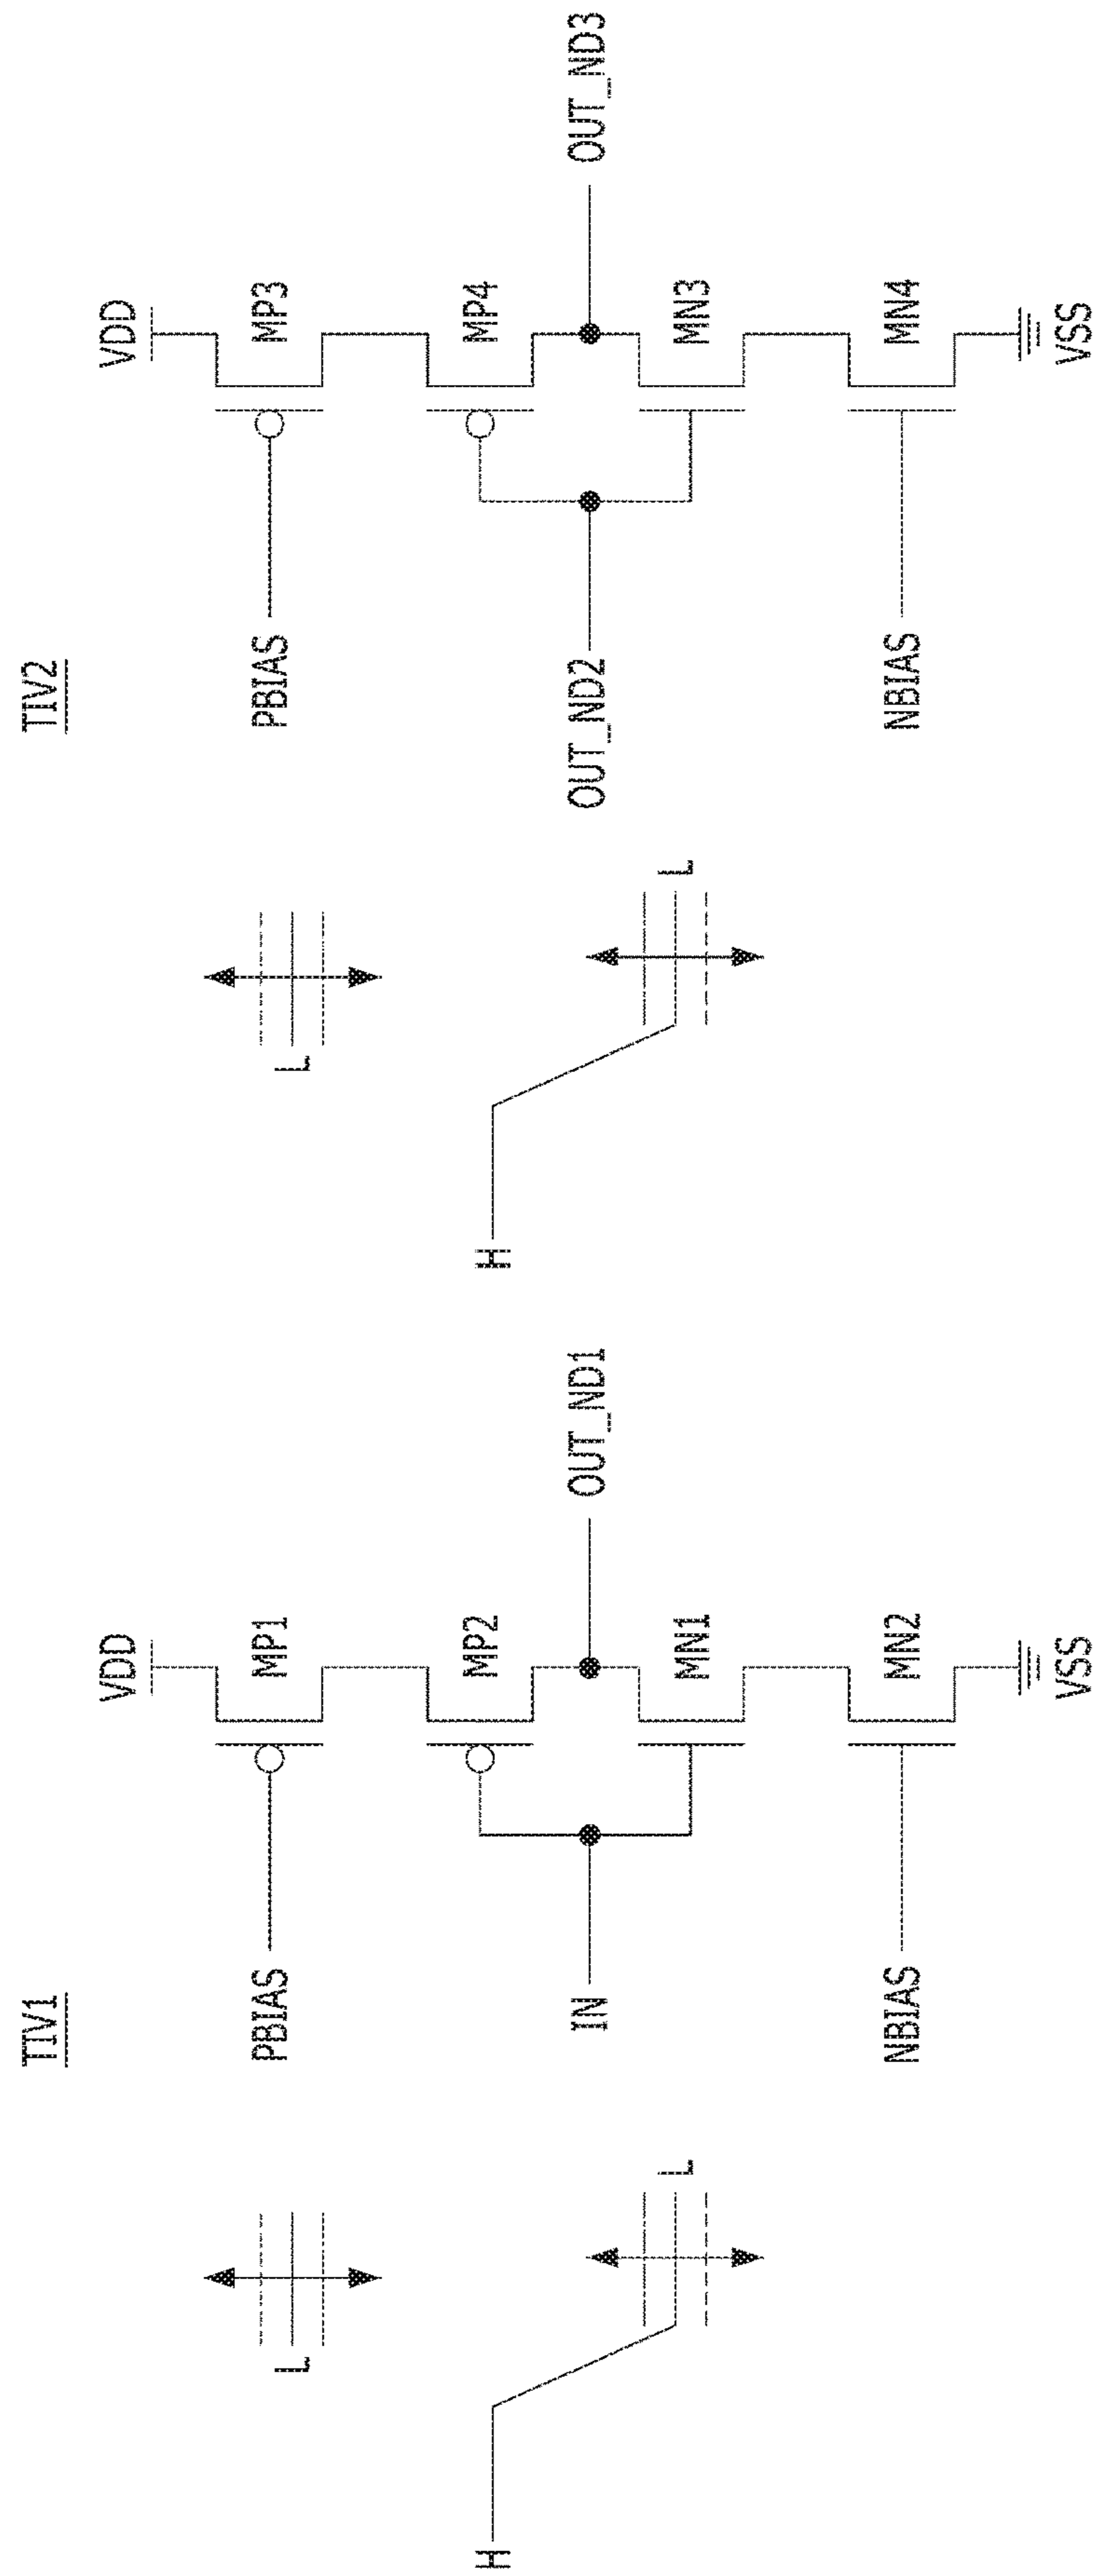 TIV1
VDD
PBIAS
MP1
L
MP2
H
IN
OUT_ND1
L
MN1
NBIAS
MN2
VSS
TIV2
VDD
PBIAS
MP3
L
MP4
H
OUT_ND2
OUT_ND3
L
MN3
NBIAS
MN4
VSS